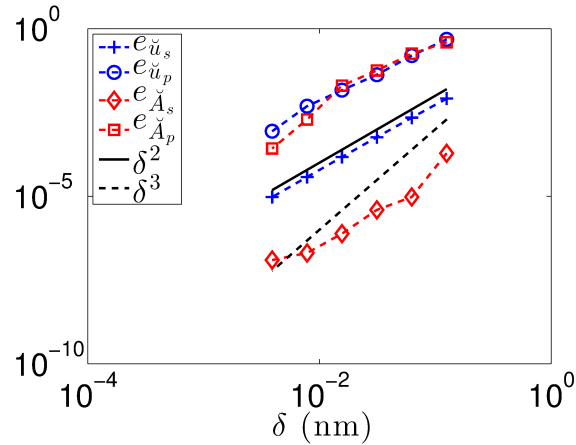 10^0
e_{ŭ_s}
e_{ŭ_p}
e_{Ă_s}
e_{Ă_p}
δ^2
δ^3
10^{-5}
10^{-10}
10^{-4} 10^{-2} 10^0
δ (nm)